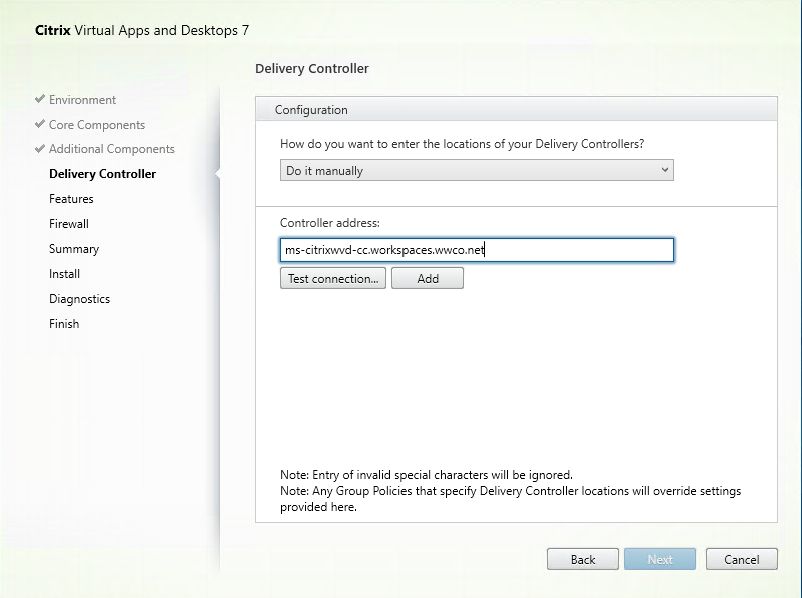 Citrix Virtual Apps and Desktops 7
Delivery Controller
Environment
Core Components
Additional Components
Delivery Controller
Features
Firewall
Summary
Install
Diagnostics
Finish
Configuration
How do you want to enter the locations of your Delivery Controllers?
Do it manually
Controller address:
ms-citrixwvd-cc.workspaces.wwco.net
Test connection... Add
Note: Entry of invalid special characters will be ignored.
Note: Any Group Policies that specify Delivery Controller locations will override settings
provided here.
Back Next Cancel